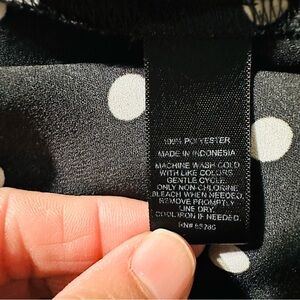 100% POLYESTER
MADE IN INDONESIA
MACHINE WASH COLD
WITH LIKE COLORS.
GENTLE CYCLE.
ONLY NON-CHLORINE
BLEACH WHEN NEEDED.
REMOVE PROMPTLY
LINE DRY.
COOL IRON IF NEEDED.
RN#